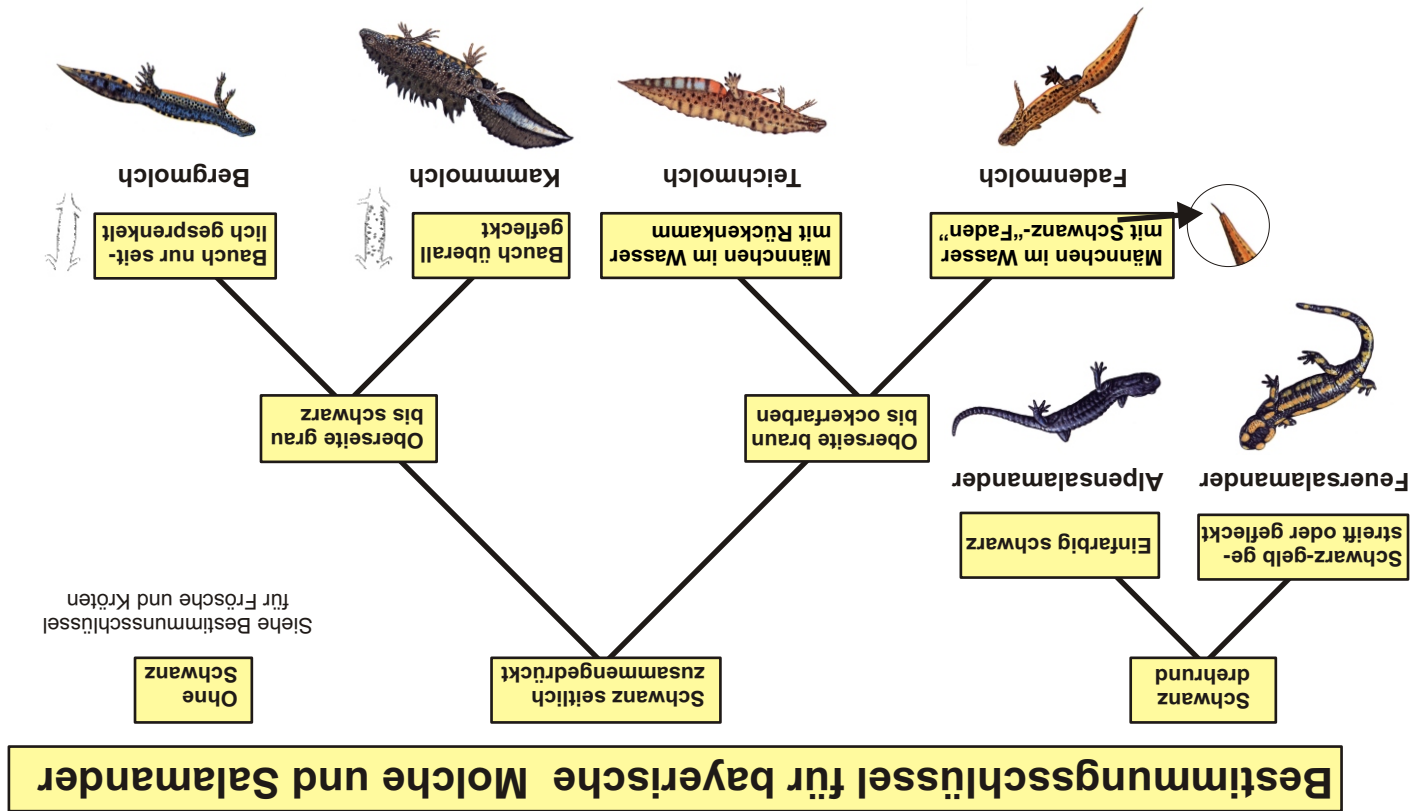 Bestimmungsschlüssel für bayerische Molche und Salamander
Schwanz
drehrund
Schwanz seitlich
zusammengedrückt
Ohne
Schwanz
Siehe Bestimmunsschlüssel
für Frösche und Kröten
Schwarz-gelb ge-
streift oder gefleckt
Einfarbig schwarz
Feuersalamander
Alpensalamander
Oberseite braun
bis ockerfarben
Oberseite grau
bis schwarz
Männchen im Wasser
mit Schwanz-“Faden”
Männchen im Wasser
mit Rückenkamm
Bauch überall
gefleckt
Bauch nur seit-
lich gesprenkelt
Fadenmolch
Teichmolch
Kammmolch
Bergmolch